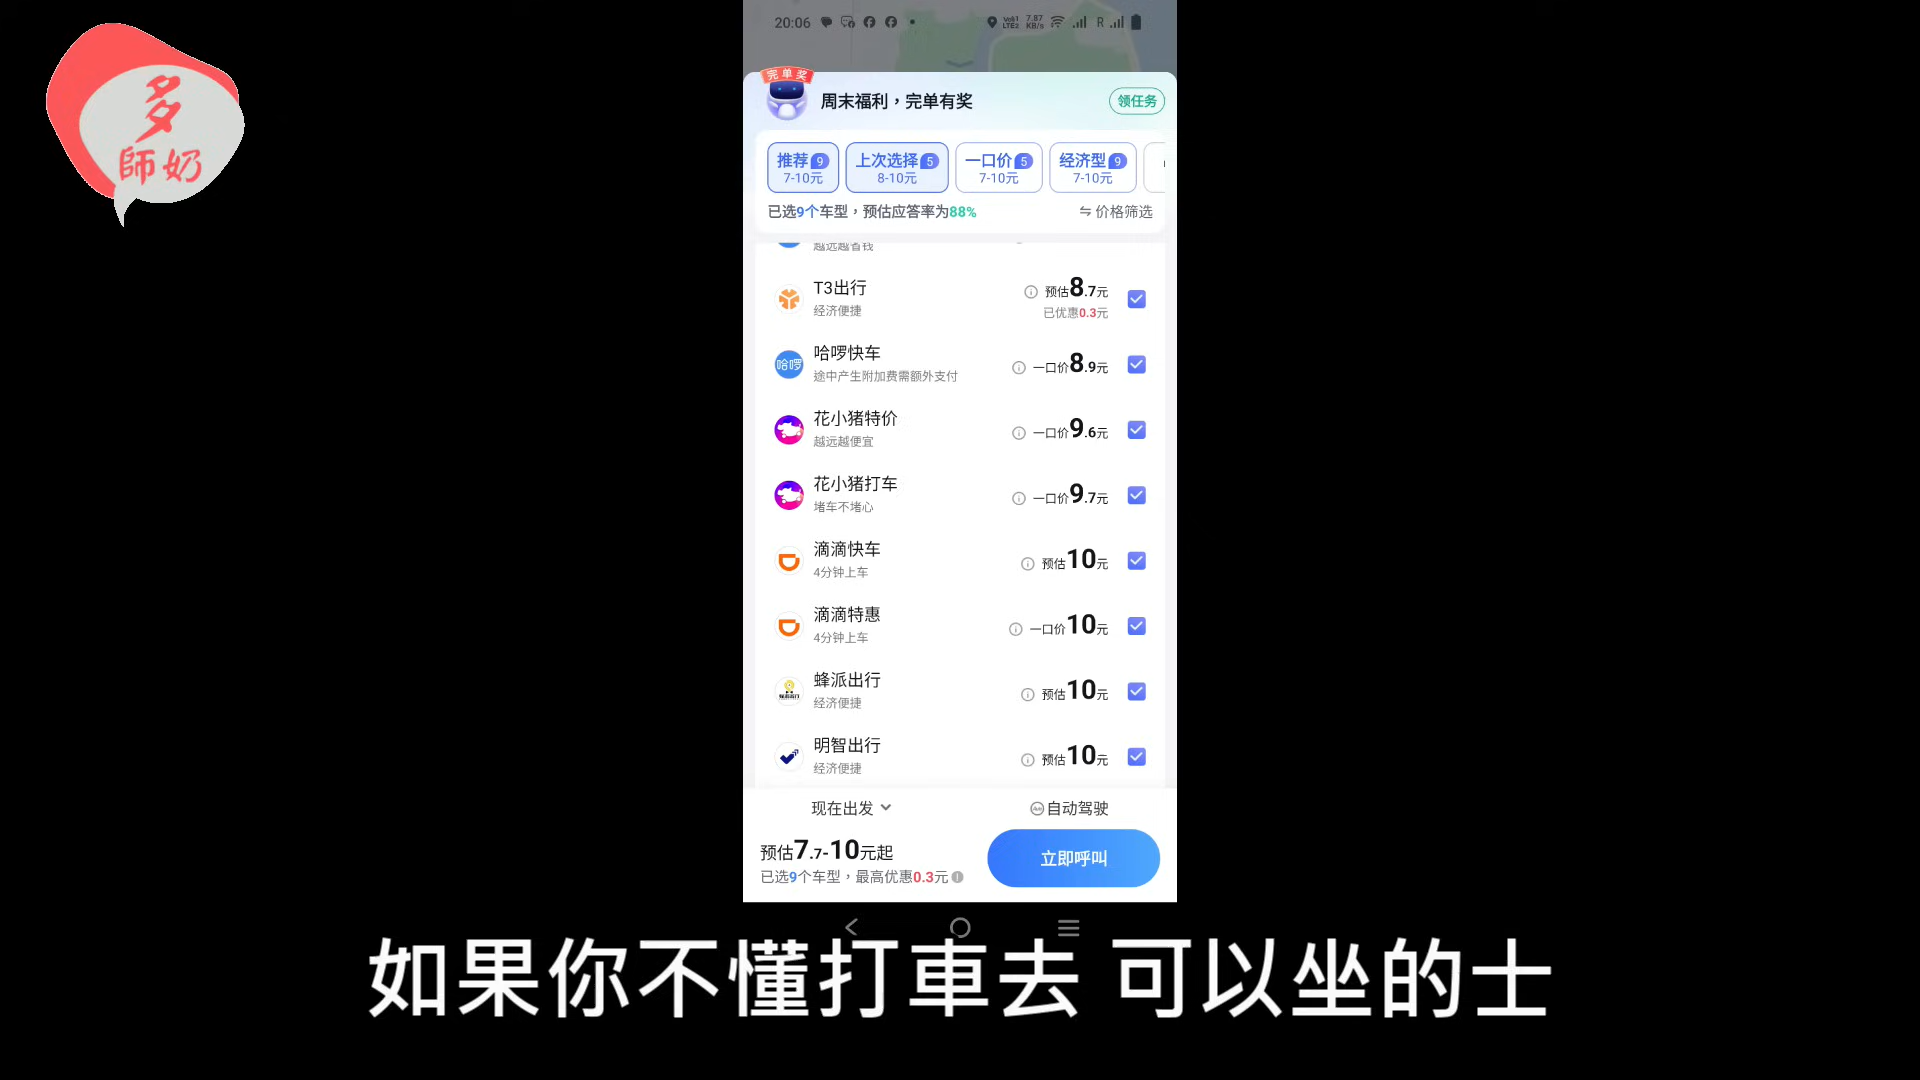 多
師奶
20:06
Vo61
LTE2
7.87
KB/s
R
完单奖
周末福利，完单有奖
领任务
推荐 9
7-10元
上次选择 5
8-10元
一口价 5
7-10元
经济型 9
7-10元
已选9个车型，预估应答率为88%
价格筛选
越远越省钱
T3出行
预估8.7元
经济便捷
已优惠0.3元
哈啰
哈啰快车
一口价8.9元
途中产生附加费需额外支付
花小猪特价
一口价9.6元
越远越便宜
花小猪打车
一口价9.7元
堵车不堵心
滴滴快车
预估10元
4分钟上车
滴滴特惠
一口价10元
4分钟上车
蜂派出行
预估10元
经济便捷
明智出行
预估10元
经济便捷
现在出发
自动驾驶
预估7.7-10元起
立即呼叫
已选9个车型，最高优惠0.3元
如果你不懂打車去 可以坐的士